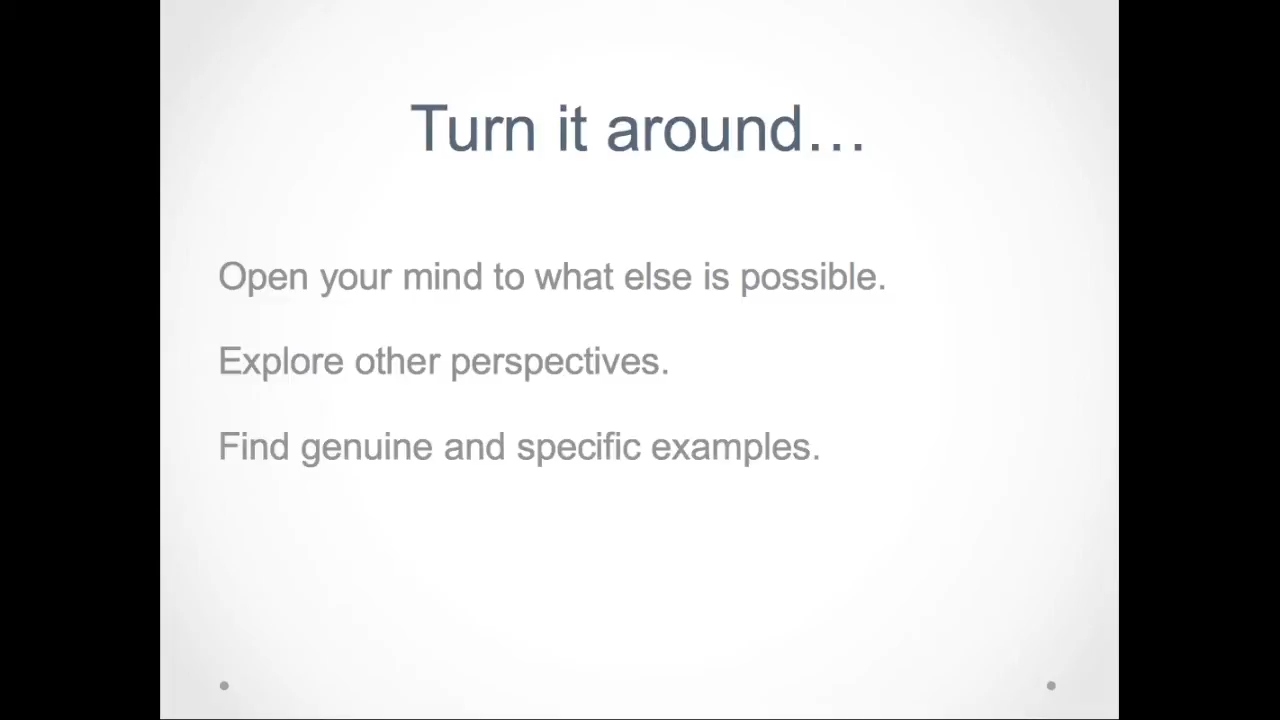 Turn it around…
Open your mind to what else is possible.
Explore other perspectives.
Find genuine and specific examples.